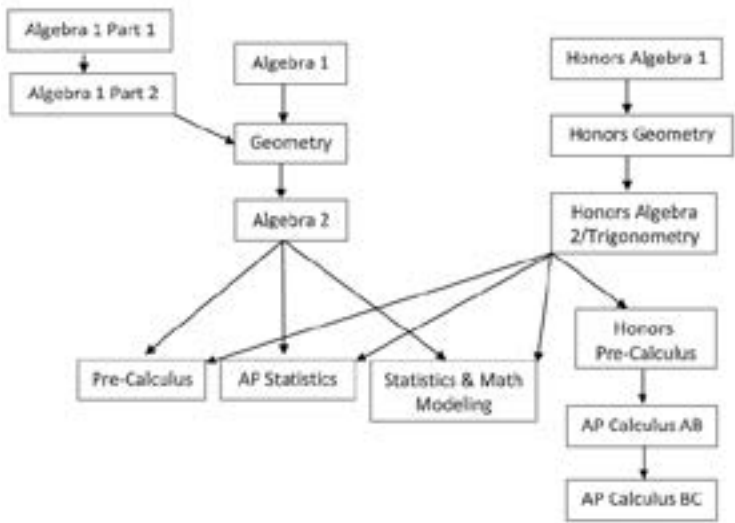 Algebra 1 Part 1
Algebra 1 Part 2
Algebra 1
Geometry
Algebra 2
Honors Algebra 1
Honors Geometry
Honors Algebra
2/Trigonometry
Pre-Calculus
AP Statistics
Statistics & Math
Modeling
Honors
Pre-Calculus
AP Calculus AB
AP Calculus BC